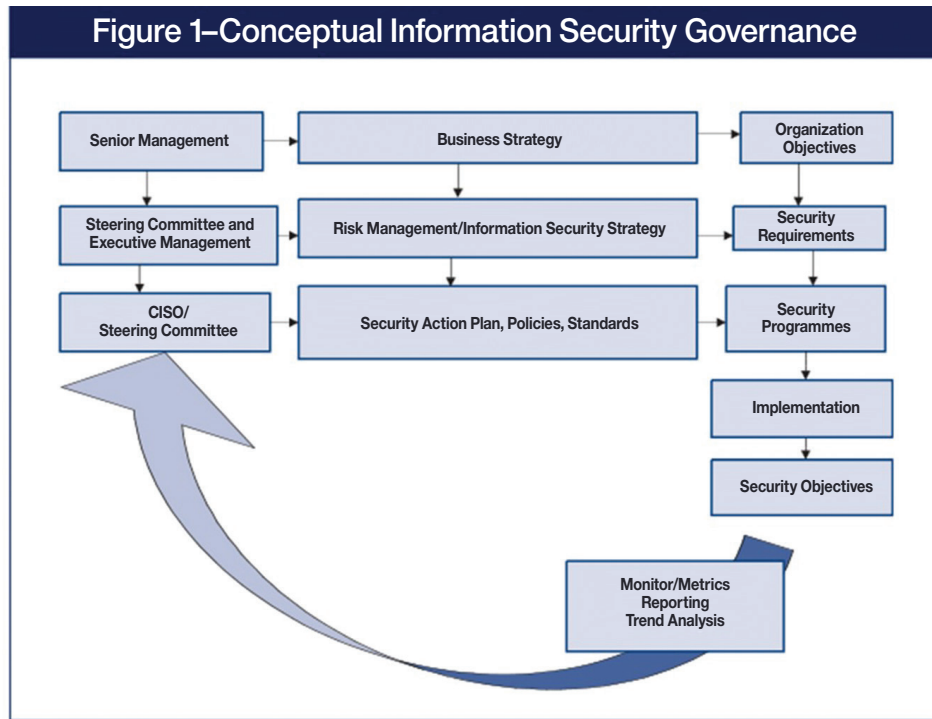 Figure 1–Conceptual Information Security Governance
Senior Management
Business Strategy
Organization
Objectives
Steering Committee and
Executive Management
Risk Management/Information Security Strategy
Security
Requirements
CISO/
Steering Committee
Security Action Plan, Policies, Standards
Security
Programmes
Implementation
Security Objectives
Monitor/Metrics
Reporting
Trend Analysis